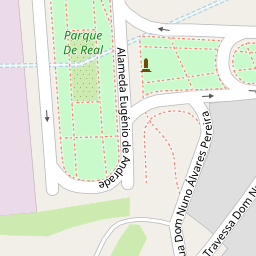 Parque
De Real
Alameda Eugénio de Andrade
a Dom Nuno Álvares Pereira
Travessa Dom N